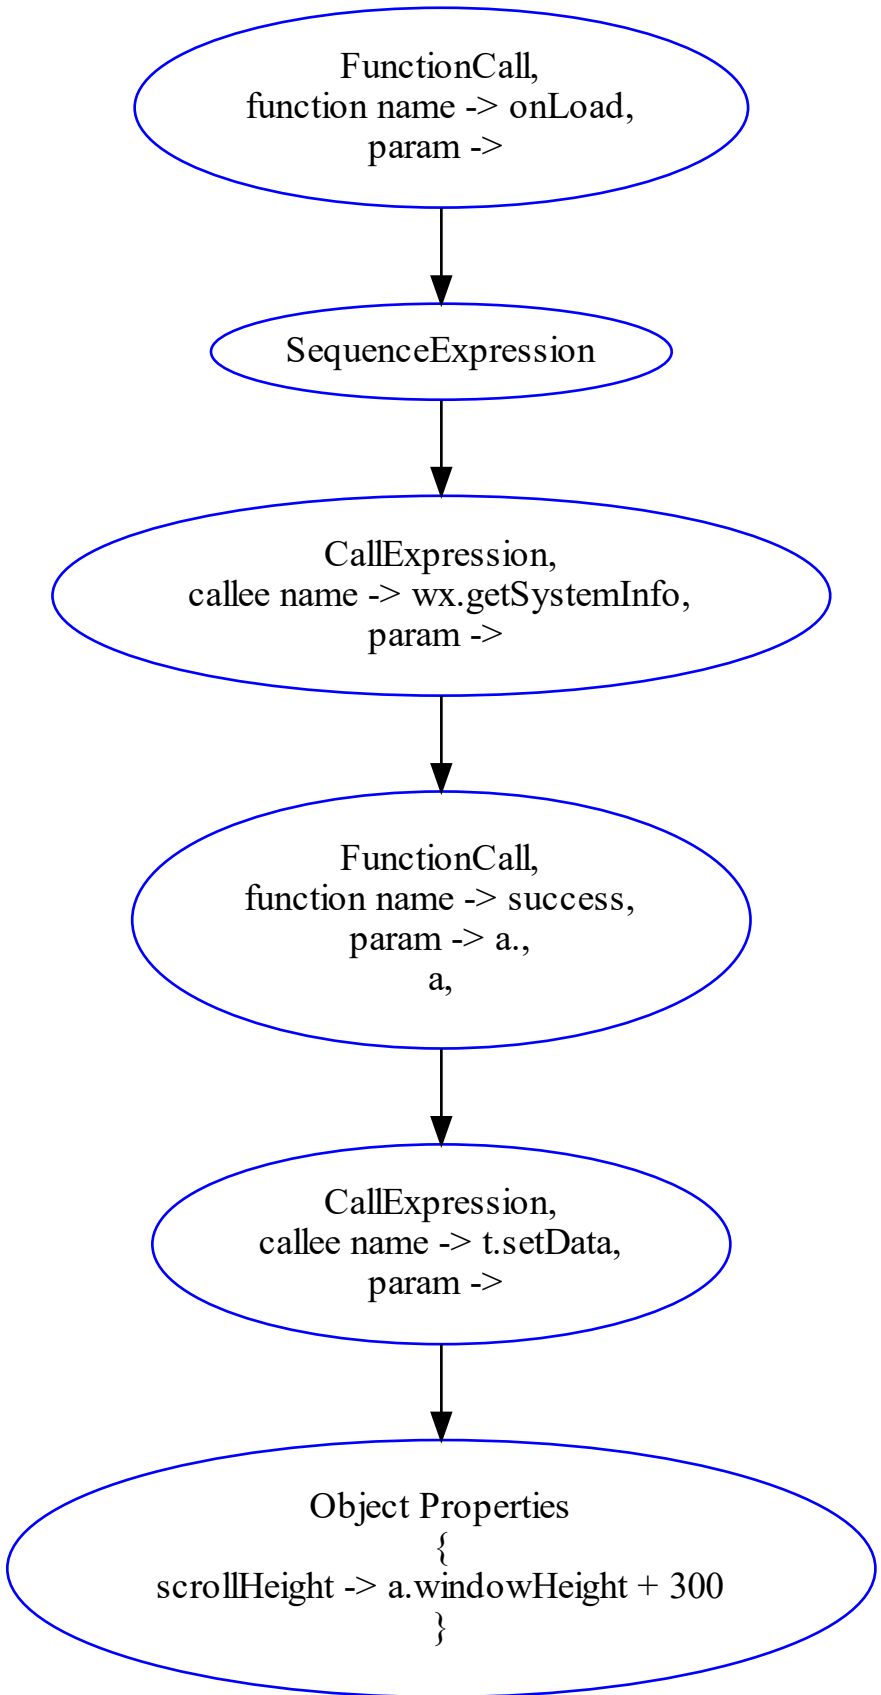 FunctionCall,
function name -> onLoad,
param ->
SequenceExpression
CallExpression,
callee name -> wx.getSystemInfo,
param ->
FunctionCall,
function name -> success,
param -> a.,
a,
CallExpression,
callee name -> t.setData,
param ->
Object Properties
{
scrollHeight -> a.windowHeight + 300
}